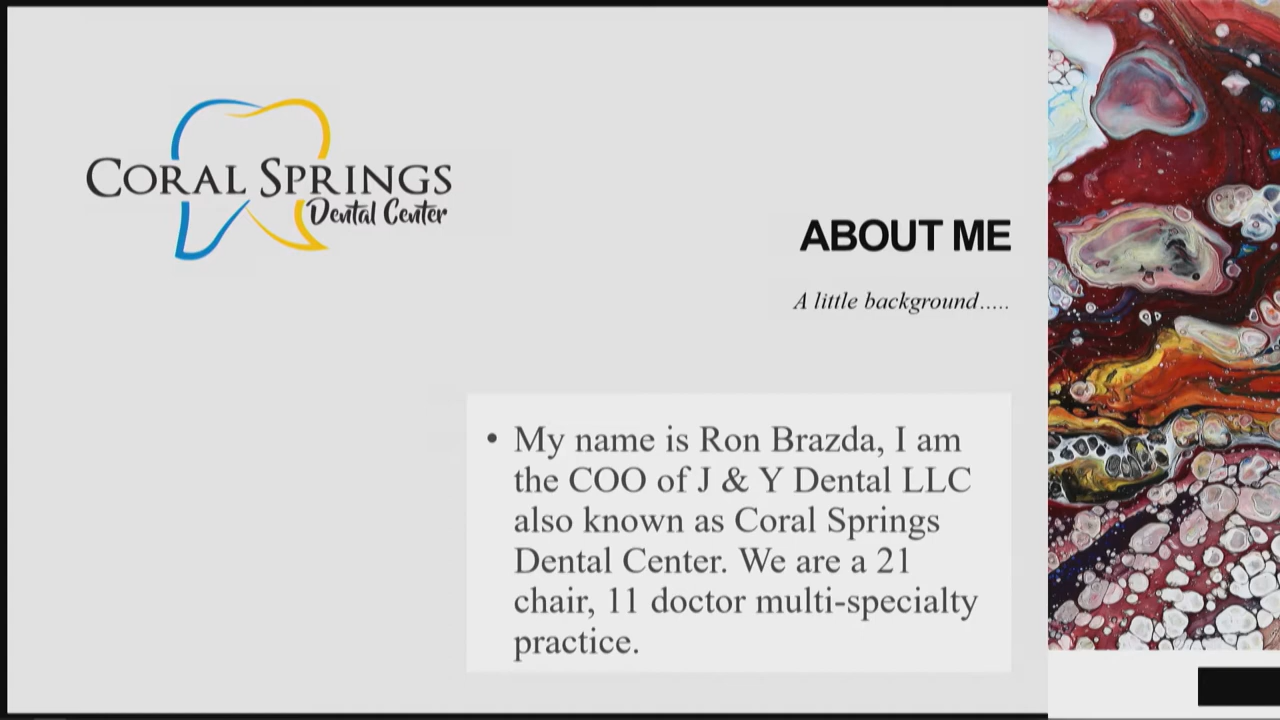 CORAL SPRINGS
Dental Center
ABOUT ME
A little background.....
• My name is Ron Brazda, I am
the COO of J & Y Dental LLC
also known as Coral Springs
Dental Center. We are a 21
chair, 11 doctor multi-specialty
practice.